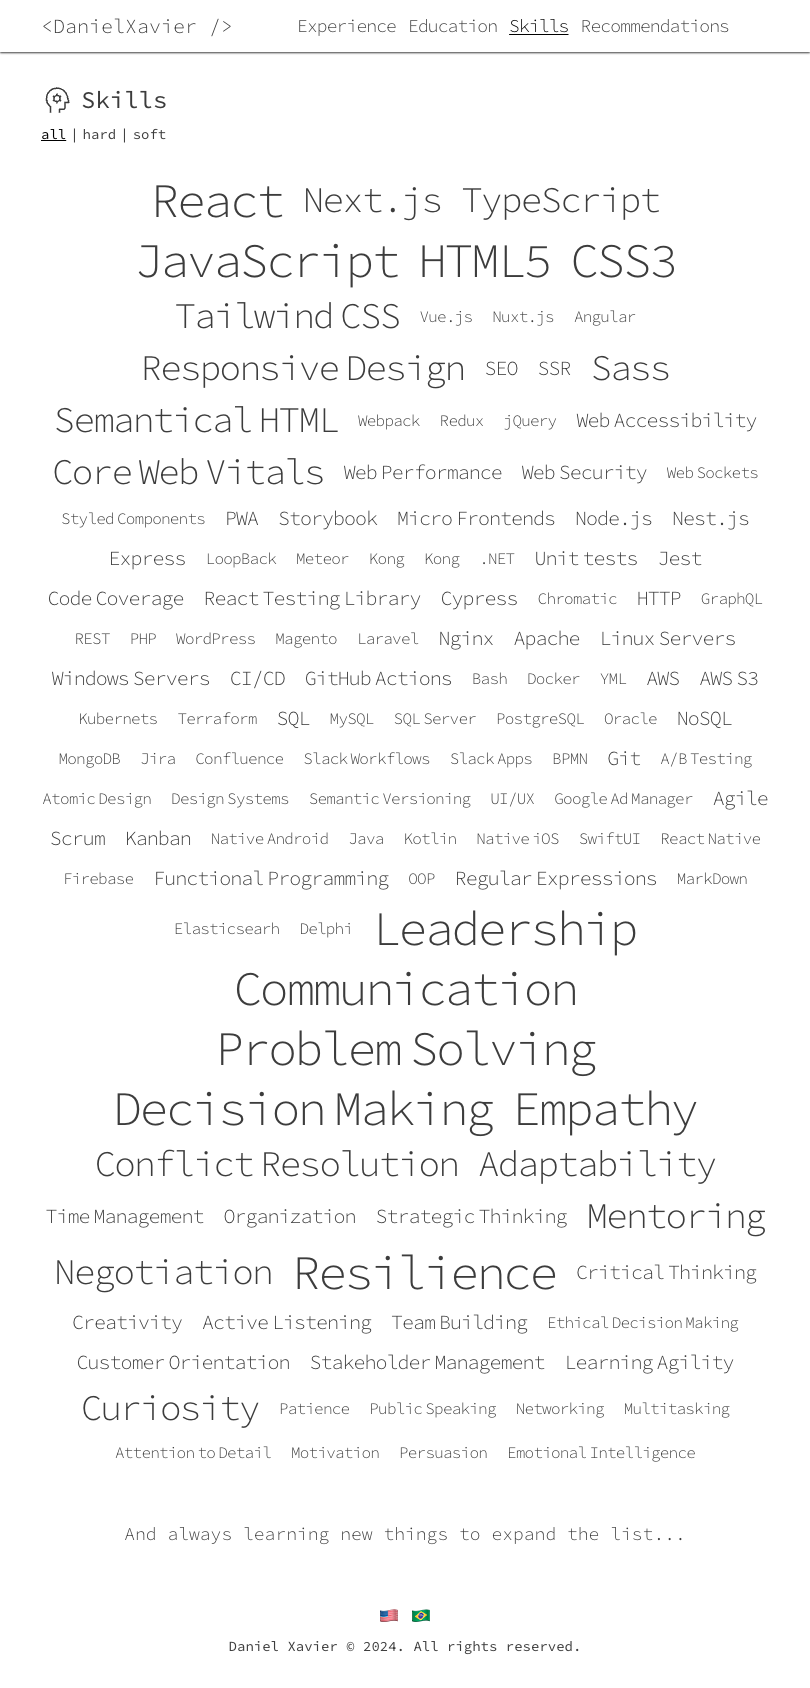 <DanielXavier /> Experience Education Skills Recommendations
Skills
all | hard | soft
React Next.js TypeScript
JavaScript HTML5 CSS3
Tailwind CSS Vue.js Nuxt.js Angular
Responsive Design SEO SSR Sass
Semantical HTML Webpack Redux jQuery Web Accessibility
Core Web Vitals Web Performance Web Security Web Sockets
Styled Components PWA Storybook Micro Frontends Node.js Nest.js
Express LoopBack Meteor Kong Kong .NET Unit tests Jest
Code Coverage React Testing Library Cypress Chromatic HTTP GraphQL
REST PHP WordPress Magento Laravel Nginx Apache Linux Servers
Windows Servers CI/CD GitHub Actions Bash Docker YML AWS AWS S3
Kubernets Terraform SQL MySQL SQL Server PostgreSQL Oracle NoSQL
MongoDB Jira Confluence Slack Workflows Slack Apps BPMN Git A/B Testing
Atomic Design Design Systems Semantic Versioning UI/UX Google Ad Manager Agile
Scrum Kanban Native Android Java Kotlin Native iOS SwiftUI React Native
Firebase Functional Programming OOP Regular Expressions MarkDown
Elasticsearh Delphi Leadership
Communication
Problem Solving
Decision Making Empathy
Conflict Resolution Adaptability
Time Management Organization Strategic Thinking Mentoring
Negotiation Resilience Critical Thinking
Creativity Active Listening Team Building Ethical Decision Making
Customer Orientation Stakeholder Management Learning Agility
Curiosity Patience Public Speaking Networking Multitasking
Attention to Detail Motivation Persuasion Emotional Intelligence
And always learning new things to expand the list...
Daniel Xavier © 2024. All rights reserved.